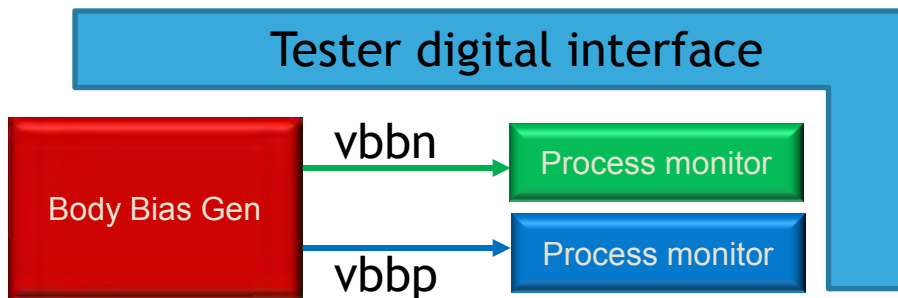 Tester digital interface
vbbn
Process monitor
Body Bias Gen
Process monitor
vbbp